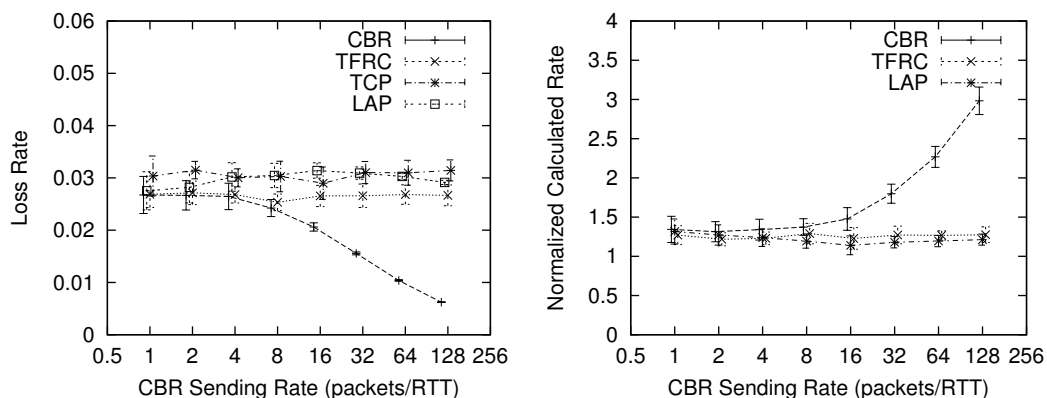 0.06
0.05
0.04
0.03
0.02
0.01
0
Loss Rate
CBR
TFRC
TCP
LAP
0.5 1 2 4 8 16 32 64 128 256
CBR Sending Rate (packets/RTT)
4
3.5
3
2.5
2
1.5
1
0.5
0
Normalized Calculated Rate
CBR
TFRC
LAP
0.5 1 2 4 8 16 32 64 128 256
CBR Sending Rate (packets/RTT)